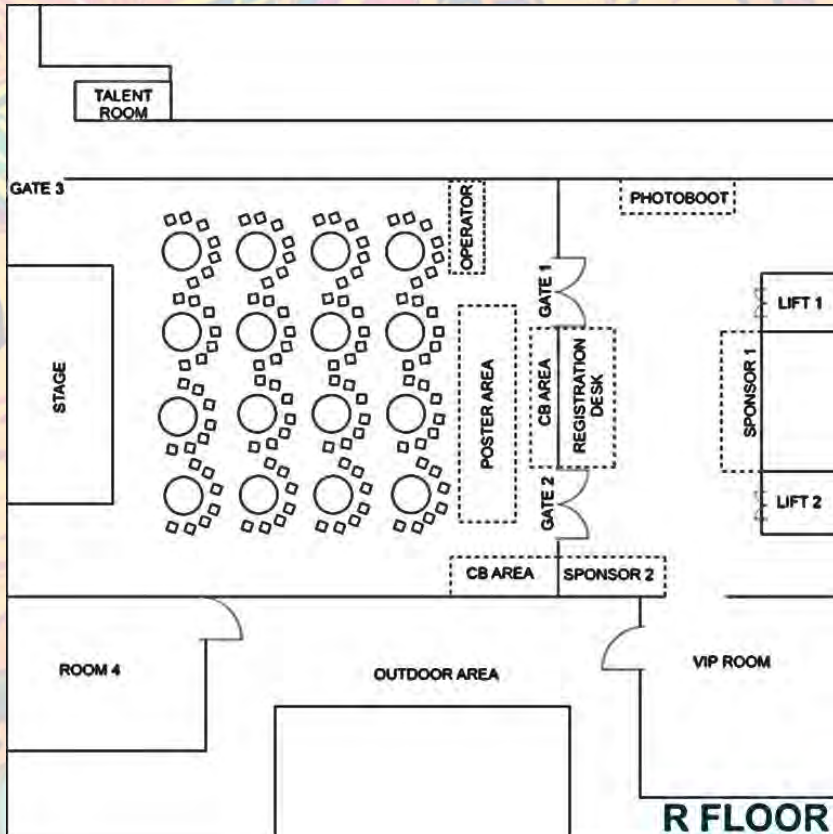 TALENT
ROOM
GATE 3
OPERATOR
PHOTOBOOT
GATE 1
LIFT 1
STAGE
POSTER AREA
CB AREA
REGISTRATION
DESK
SPONSOR 1
GATE 2
LIFT 2
CB AREA
SPONSOR 2
ROOM 4
OUTDOOR AREA
VIP ROOM
R FLOOR